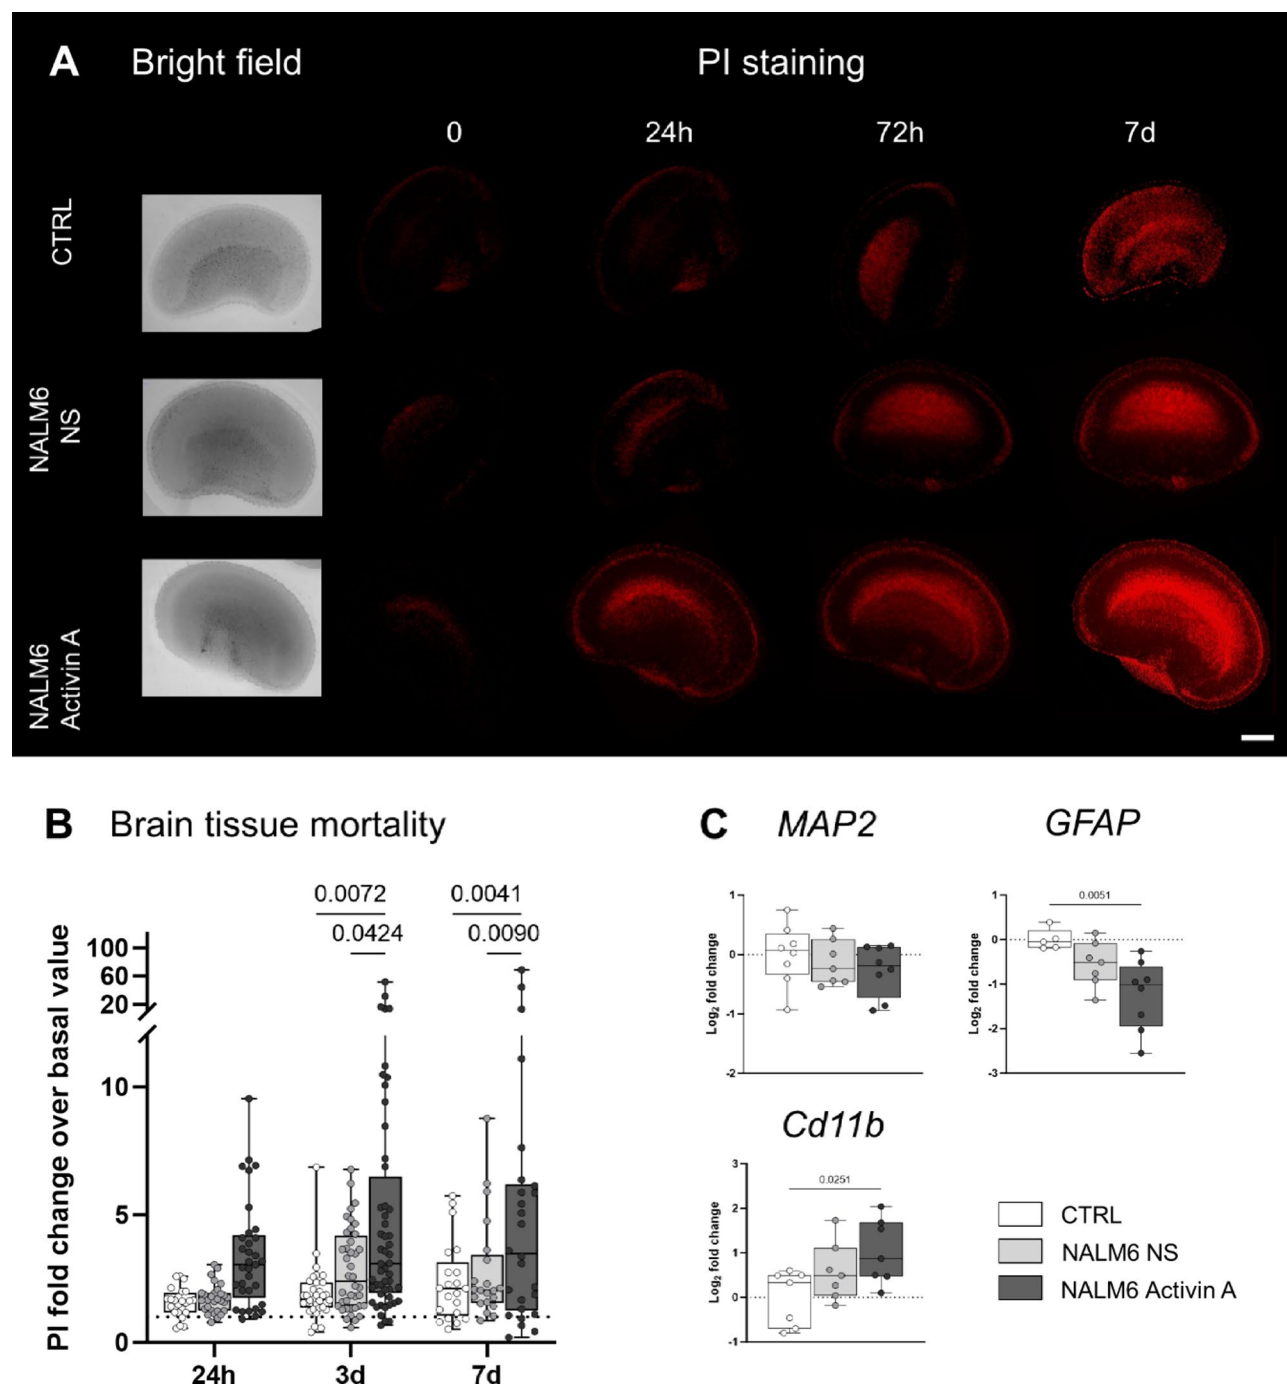 A Bright field PI staining
0 24h 72h 7d
CTRL
NALM6
NS
NALM6
Activin A
B Brain tissue mortality
PI fold change over basal value
100
60
20
10
5
0
0.0072
0.0424
0.0041
0.0090
24h 3d 7d
C MAP2
Log2 fold change
1
0
-1
-2
GFAP
Log2 fold change
1
0
-1
-2
-3
0.0051
Cd11b
Log2 fold change
3
2
1
0
-1
0.0251
CTRL
NALM6 NS
NALM6 Activin A